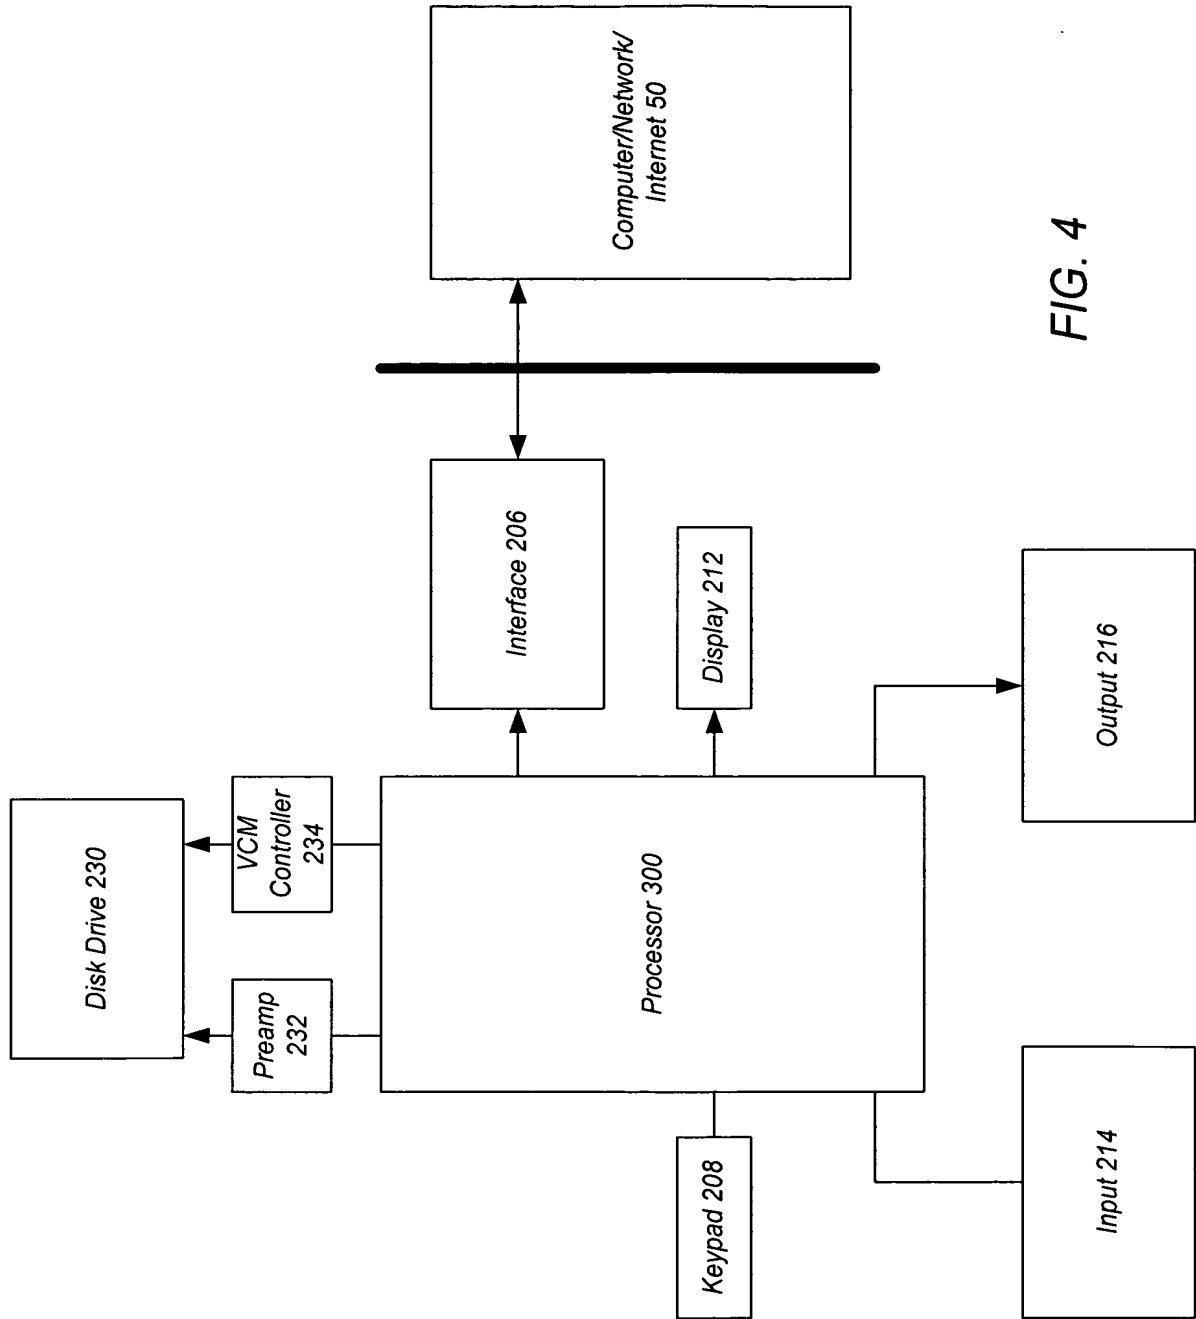 Disk Drive 230
Preamp
232
VCM
Controller
234
Keypad 208
Processor 300
Interface 206
Computer/Network/
Internet 50
Display 212
Input 214
Output 216
FIG. 4